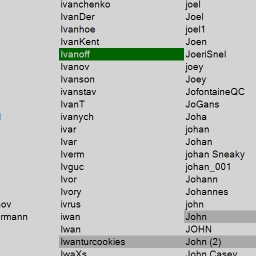 ivanchenko joel
IvanDer Joel
Ivanhoe joel1
IvanKent Joen
Ivanoff JoeriSnel
Ivanov joey
Ivanson Joey
ivanstav JofontaineQC
IvanT JoGans
ivanych Joha
ivar johan
Ivar Johan
Iverm johan Sneaky
Ivguc johan_001
Ivor Johann
Ivory Johannes
ov ivrus john
rmann iwan John
Iwan JOHN
Iwanturcookies John (2)
IwaXs John Casey